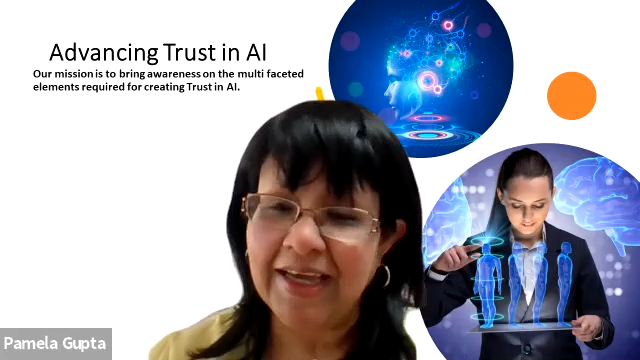 Advancing Trust in AI
Our mission is to bring awareness on the multi faceted
elements required for creating Trust in AI.
Pamela Gupta